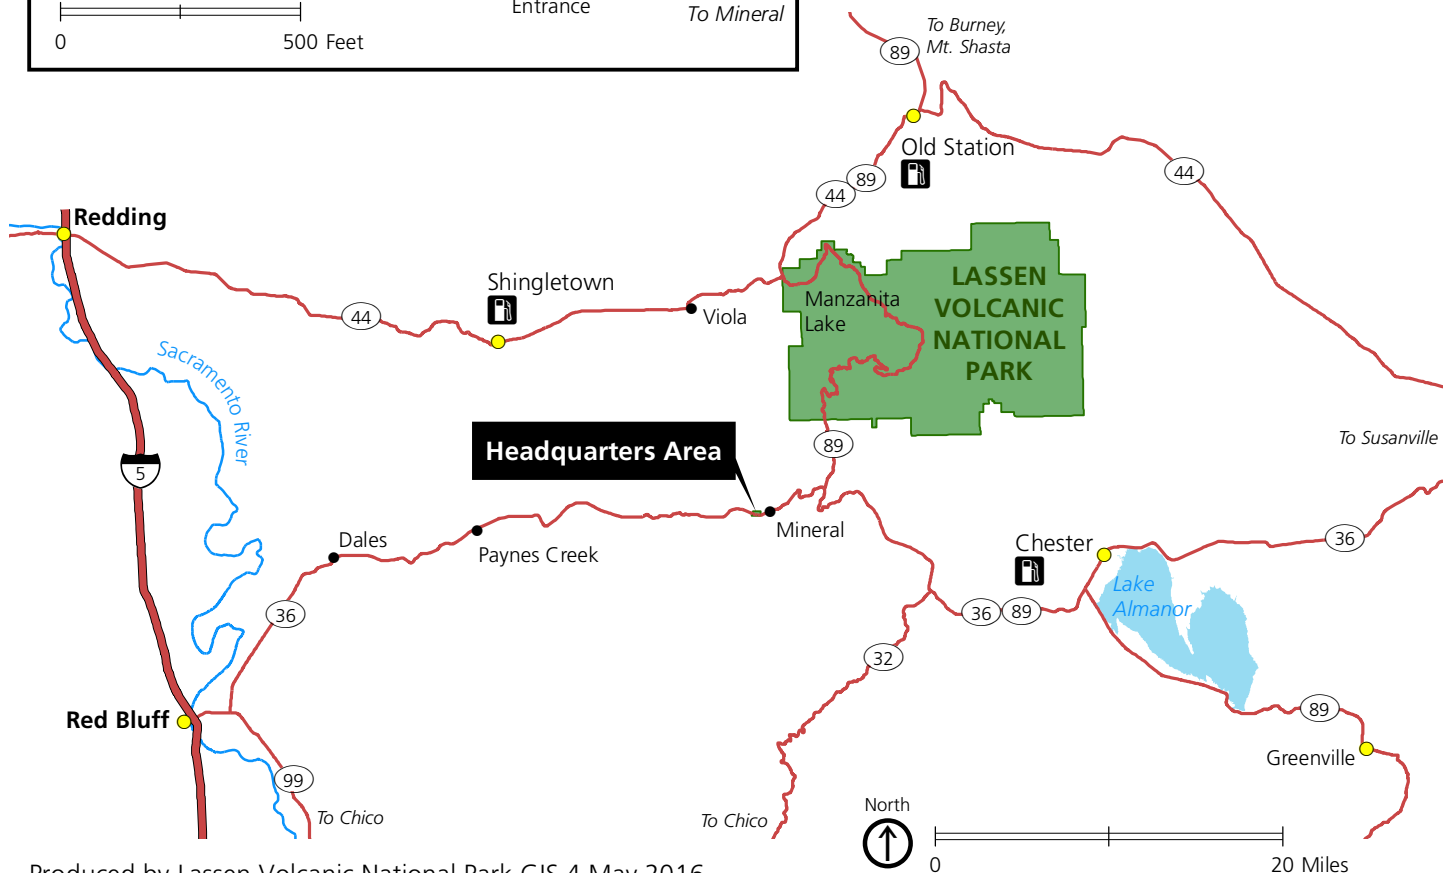 Entrance
To Mineral
0
500 Feet
To Burney,
Mt. Shasta
89
Old Station
44
89
44
Redding
Shingletown
44
Viola
Manzanita
Lake
LASSEN
VOLCANIC
NATIONAL
PARK
Sacramento River
To Susanville
5
Headquarters Area
89
Mineral
Dales
Paynes Creek
36
Chester
36
Lake
Almanor
36
89
32
Red Bluff
89
Greenville
99
To Chico
To Chico
North
0
20 Miles
Produced by Lassen Volcanic National Park GIS 4 May 2016